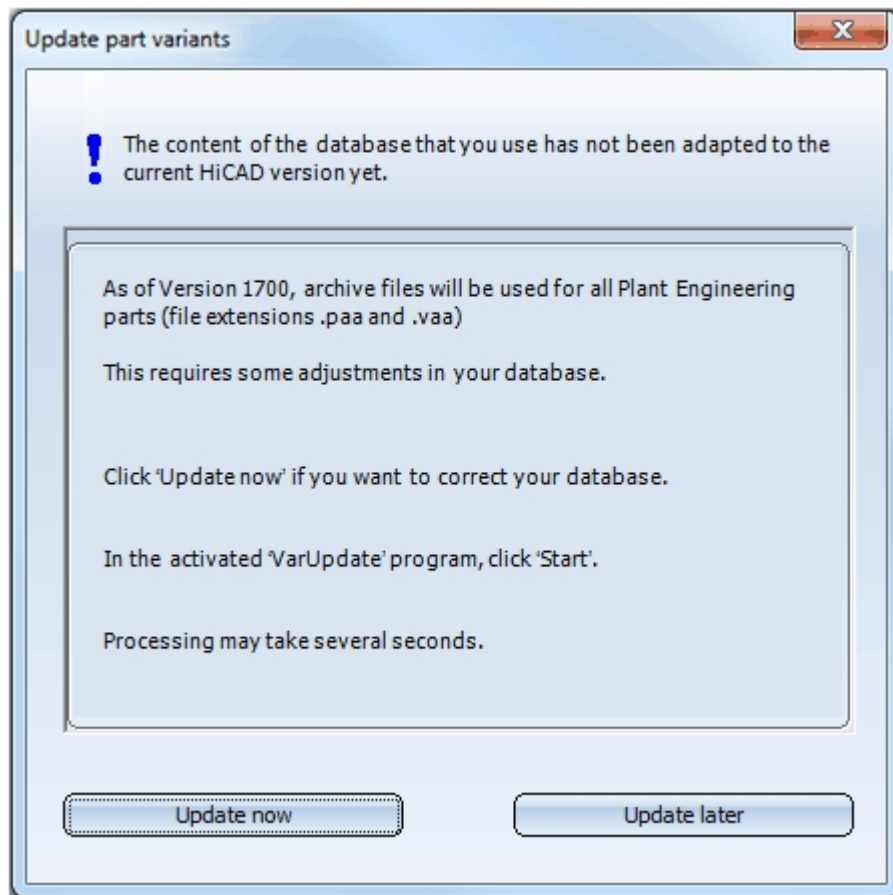 Update part variants
The content of the database that you use has not been adapted to the
current HiCAD version yet.
As of Version 1700, archive files will be used for all Plant Engineering
parts (file extensions .paa and .vaa)
This requires some adjustments in your database.
Click ‘Update now’ if you want to correct your database.
In the activated ‘VarUpdate’ program, click ‘Start’.
Processing may take several seconds.
Update now
Update later